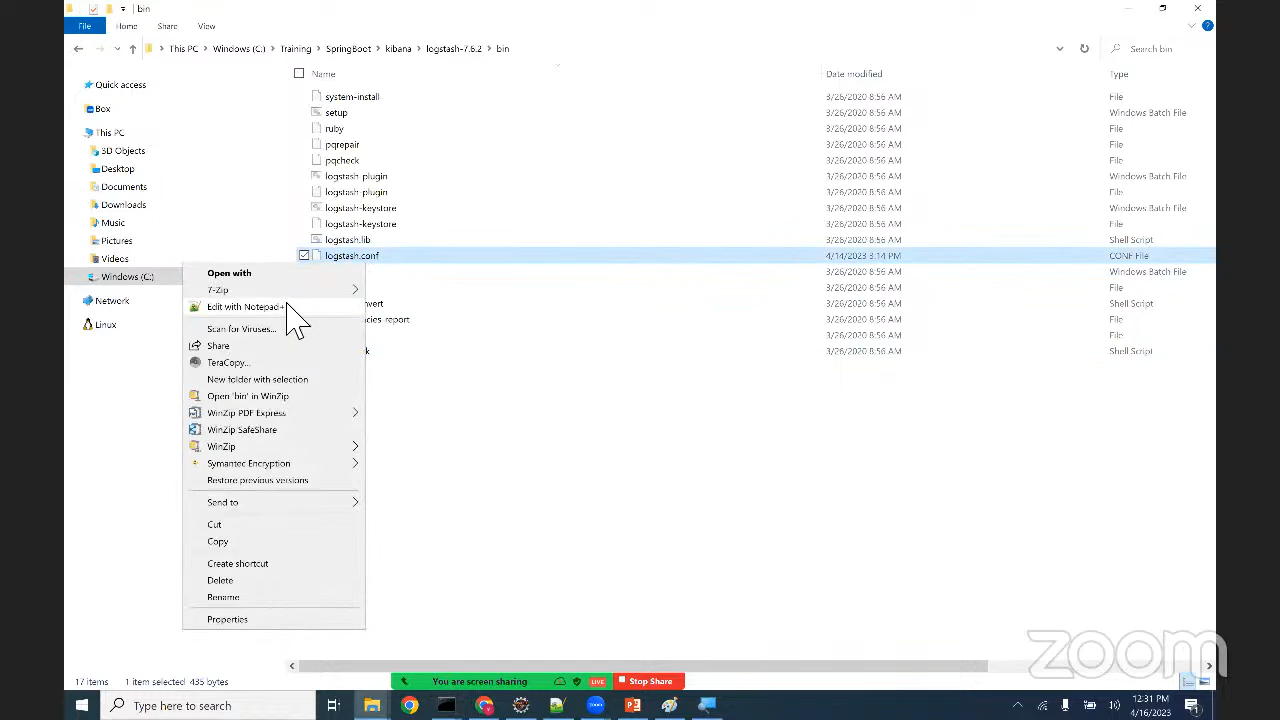 bin
File Home Share View
This PC Windows (C:) Training SpringBoot kibana logstash-7.6.2 bin Search bin
Name Date modified Type
Quick access
Box
This PC
3D Objects
Desktop
Documents
Downloads
Music
Pictures
Videos
Windows (C:)
Network
Linux
system-install 3/26/2020 8:56 AM File
setup 3/26/2020 8:56 AM Windows Batch File
ruby 3/26/2020 8:56 AM File
pqrepair 3/26/2020 8:56 AM File
pqcheck 3/26/2020 8:56 AM File
logstash-plugin 3/26/2020 8:56 AM Windows Batch File
logstash-plugin 3/26/2020 8:56 AM File
logstash-keystore 3/26/2020 8:56 AM Windows Batch File
logstash-keystore 3/26/2020 8:56 AM File
logstash.lib 3/26/2020 8:56 AM Shell Script
logstash.conf 4/14/2023 3:14 PM CONF File
3/26/2020 8:56 AM Windows Batch File
3/26/2020 8:56 AM File
nvert 3/26/2020 8:56 AM Shell Script
cies-report 3/26/2020 8:56 AM File
3/26/2020 8:56 AM File
k 3/26/2020 8:56 AM Shell Script
Open with
7-Zip
Edit with Notepad+
Scan for Viruses...
Share
TeraCopy...
New folder with selection
Open 'bin' in WinZip
WinZip PDF Express
WinZip SafeShare
WinZip
Symantec Encryption
Restore previous versions
Send to
Cut
Copy
Create shortcut
Delete
Rename
Properties
zoom
17 items 1 item selected 435 bytes
You are screen sharing LIVE Stop Share
Type here to search
12:31 PM
4/16/2023